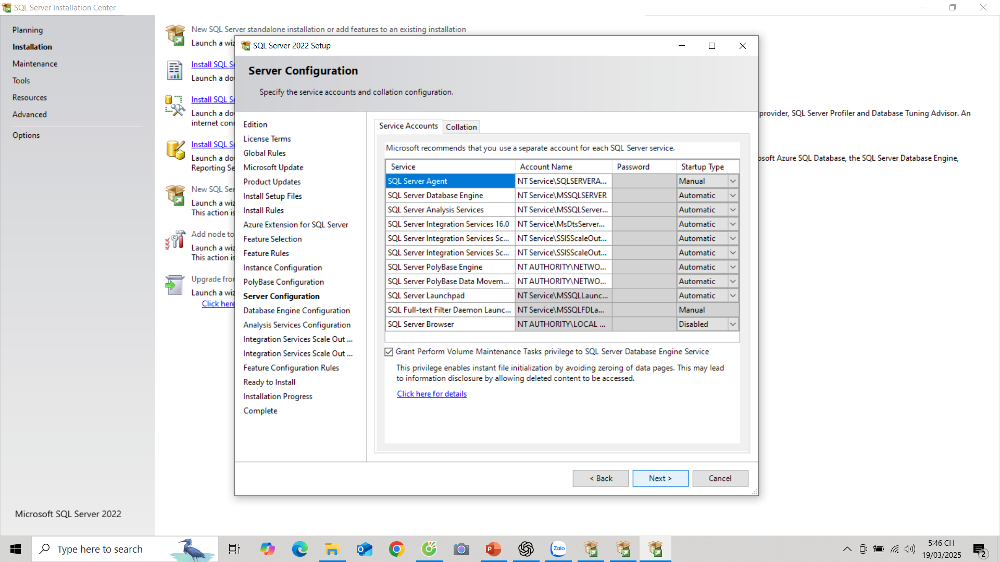 SQL Server Installation Center
Planning
Installation
Maintenance
Tools
Resources
Advanced
Options
Microsoft SQL Server 2022
New SQL Server standalone installation or add features to an existing installation
Launch a wiz
Install SQL Se
Launch a do
Install SQL Se
Launch a do
internet conn
provider, SQL Server Profiler and Database Tuning Advisor. An
Install SQL Se
Launch a do
Reporting Se
osoft Azure SQL Database, the SQL Server Database Engine,
New SQL Ser
Launch a wiz
This action is
Add node to
Launch a wiz
This action is
Upgrade from
Launch a wiz
Click here
SQL Server 2022 Setup
Server Configuration
Specify the service accounts and collation configuration.
Edition
License Terms
Global Rules
Microsoft Update
Product Updates
Install Setup Files
Install Rules
Azure Extension for SQL Server
Feature Selection
Feature Rules
Instance Configuration
PolyBase Configuration
Server Configuration
Database Engine Configuration
Analysis Services Configuration
Integration Services Scale Out ...
Integration Services Scale Out ...
Feature Configuration Rules
Ready to Install
Installation Progress
Complete
Service Accounts Collation
Microsoft recommends that you use a separate account for each SQL Server service.
Service Account Name Password Startup Type
SQL Server Agent NT Service\SQLSERVERA... Manual
SQL Server Database Engine NT Service\MSSQLSERVER Automatic
SQL Server Analysis Services NT Service\MSSQLServer... Automatic
SQL Server Integration Services 16.0 NT Service\MsDtsServer... Automatic
SQL Server Integration Services Sc... NT Service\SSISScaleOut... Automatic
SQL Server Integration Services Sc... NT Service\SSISScaleOut... Automatic
SQL Server PolyBase Engine NT AUTHORITY\NETWO... Automatic
SQL Server PolyBase Data Movem... NT AUTHORITY\NETWO... Automatic
SQL Server Launchpad NT Service\MSSQLLaunc... Automatic
SQL Full-text Filter Daemon Launc... NT Service\MSSQLFDLa... Manual
SQL Server Browser NT AUTHORITY\LOCAL ... Disabled
Grant Perform Volume Maintenance Tasks privilege to SQL Server Database Engine Service
This privilege enables instant file initialization by avoiding zeroing of data pages. This may lead
to information disclosure by allowing deleted content to be accessed.
Click here for details
< Back Next > Cancel
Type here to search
Zalo
5:46 CH
19/03/2025
2